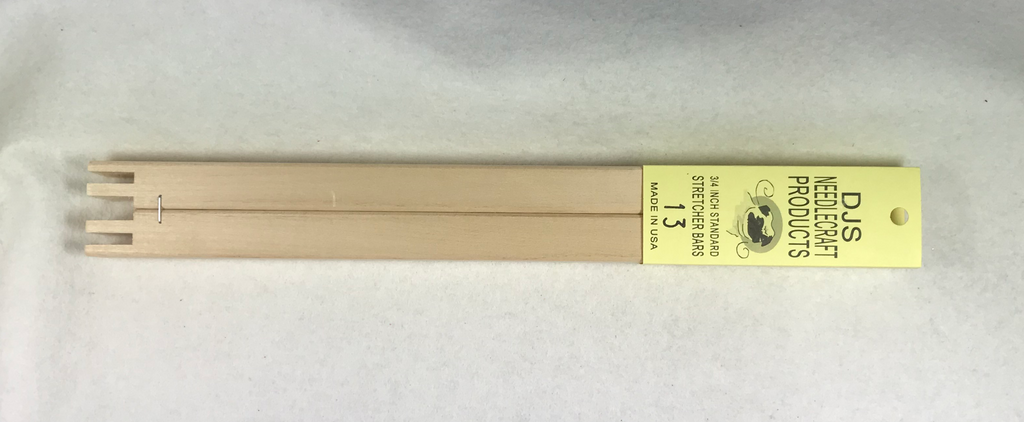 DJS
NEEDLECRAFT
PRODUCTS
3/4 INCH STANDARD
STRETCHER BARS
13
MADE IN USA